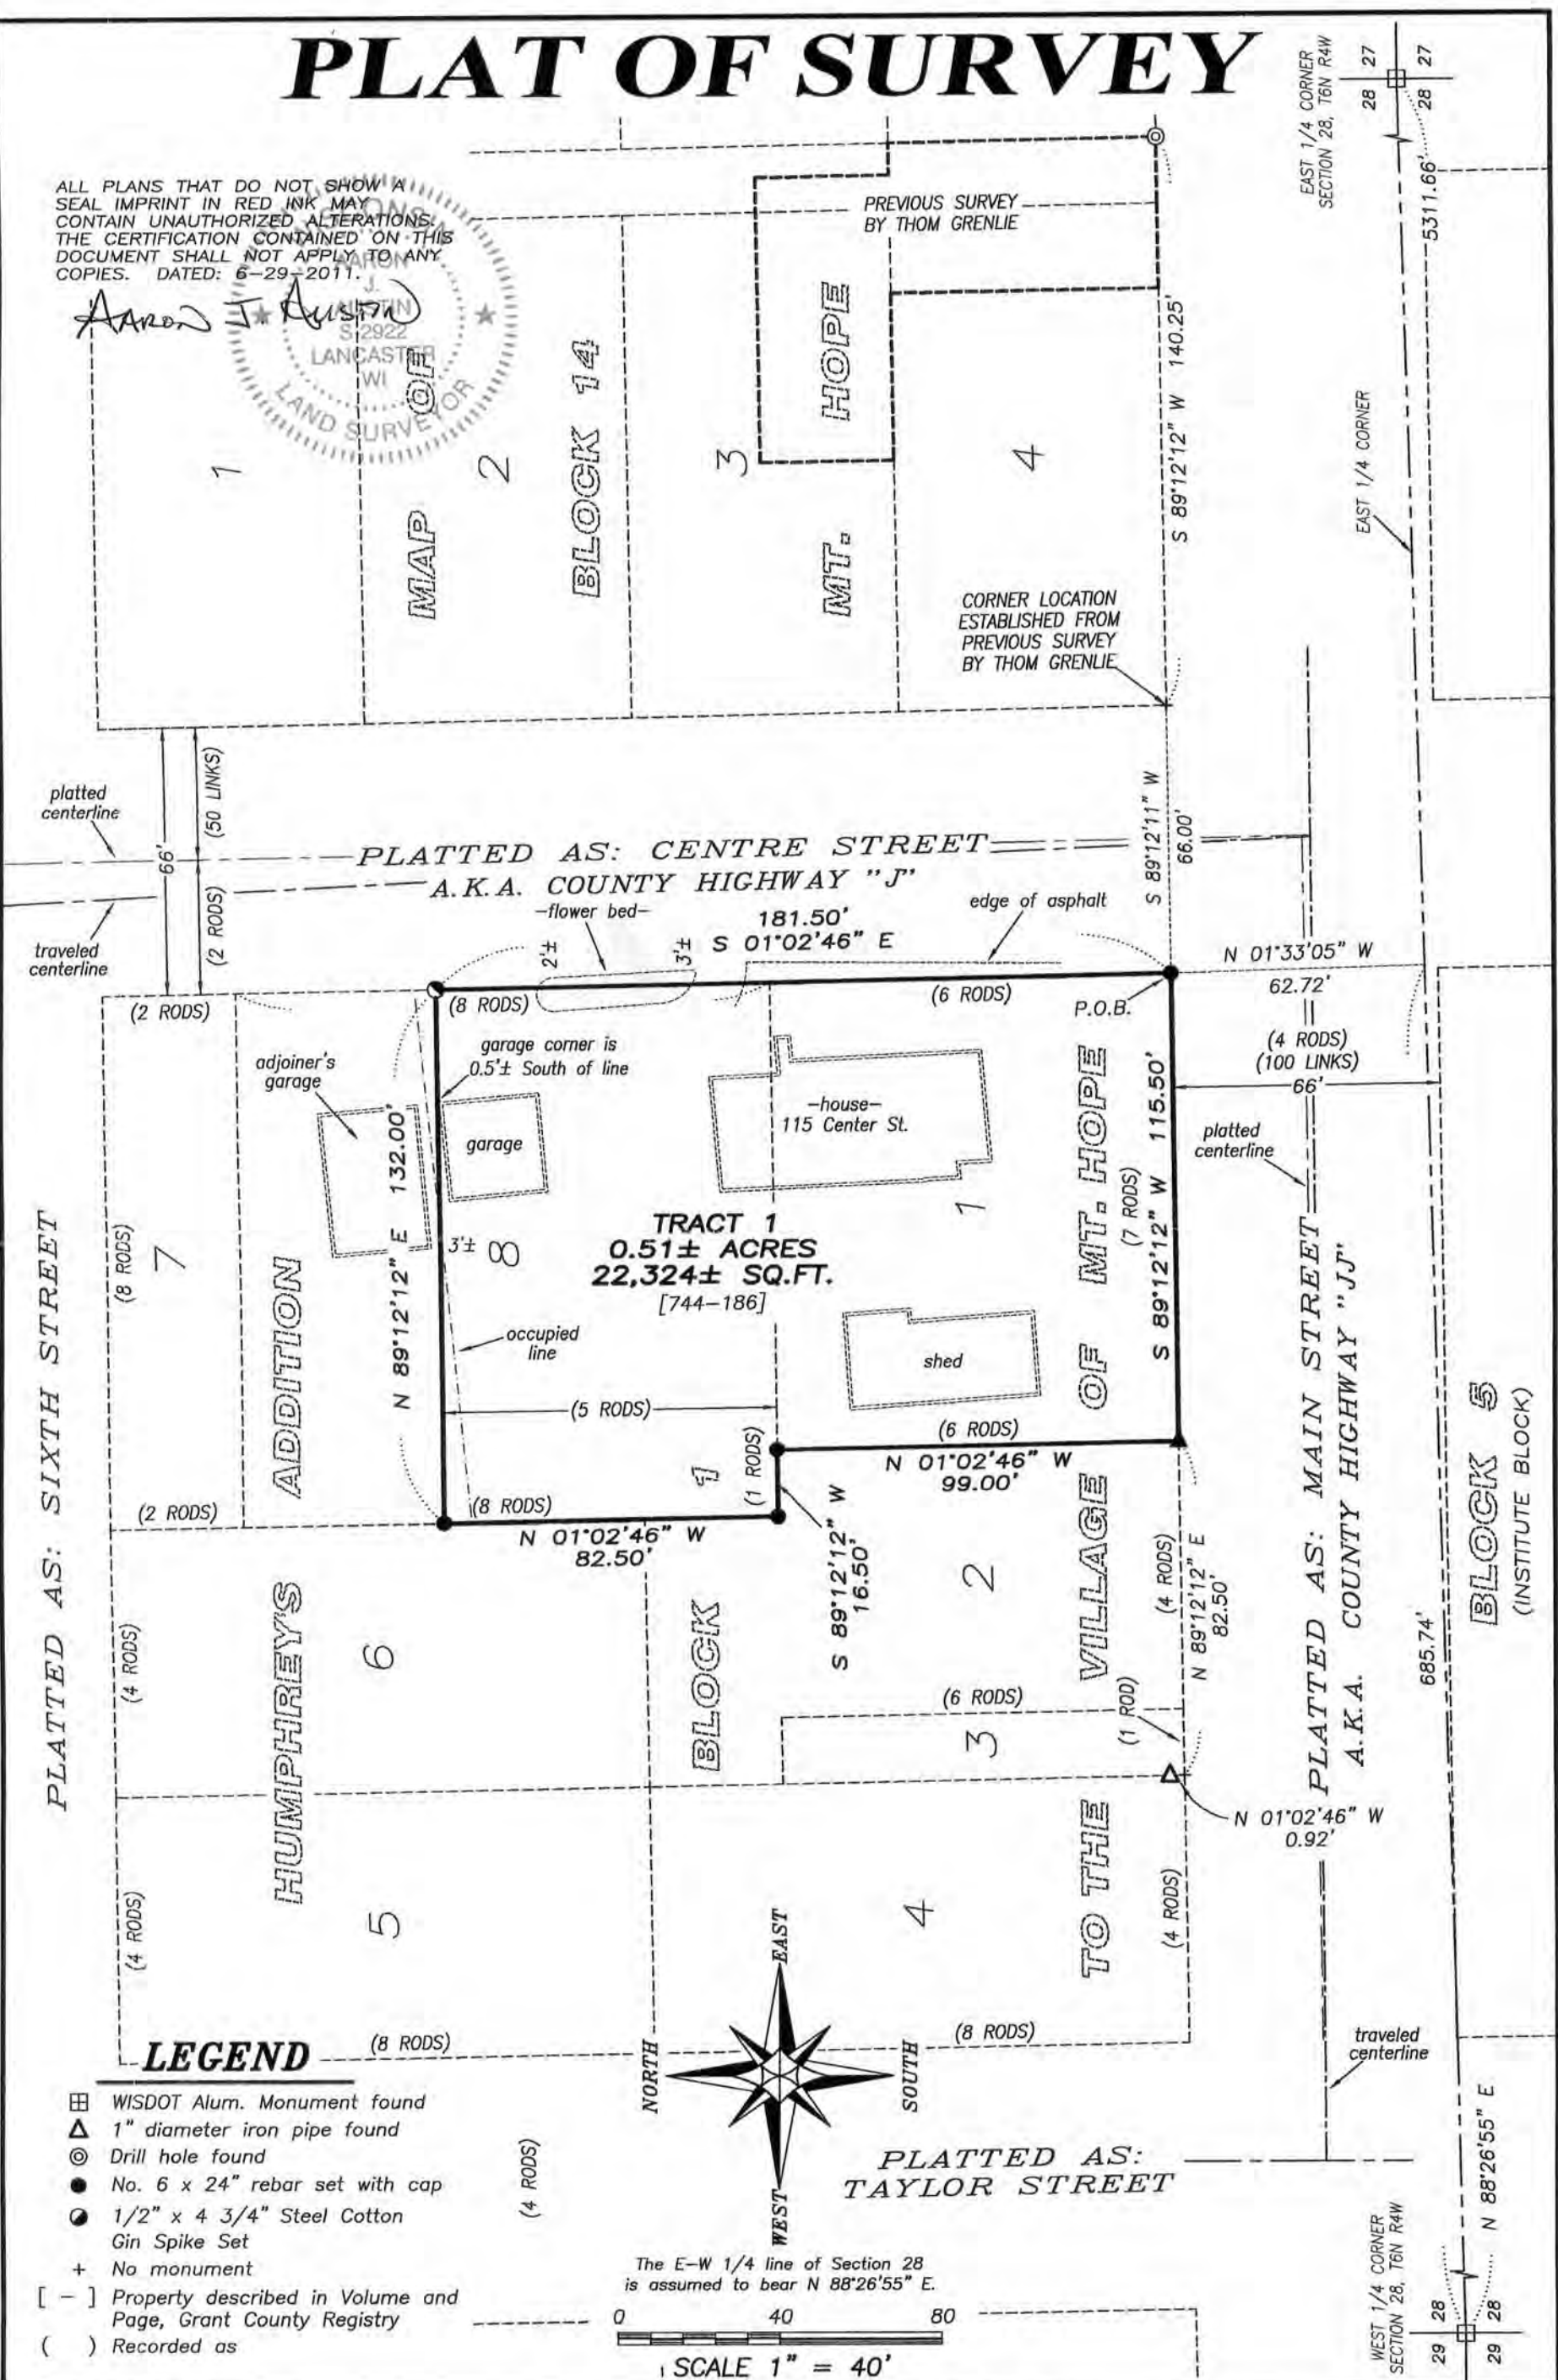 PLAT OF SURVEY
ALL PLANS THAT DO NOT SHOW A
SEAL IMPRINT IN RED INK MAY
CONTAIN UNAUTHORIZED ALTERATIONS.
THE CERTIFICATION CONTAINED ON THIS
DOCUMENT SHALL NOT APPLY TO ANY
COPIES. DATED: 6-29-2011.
AARON J. AUSTIN
AARON
J.
AUSTIN
S-2922
LANCASTER
WI
LAND SURVEYOR
EAST 1/4 CORNER
SECTION 28, T6N R4W
28 27
28 27
5311.66'
PREVIOUS SURVEY
BY THOM GRENLIE
S 89°12'12" W 140.25'
EAST 1/4 CORNER
MAP OF
BLOCK 14
MT. HOPE
1
2
3
4
CORNER LOCATION
ESTABLISHED FROM
PREVIOUS SURVEY
BY THOM GRENLIE
platted
centerline
66'
(50 LINKS)
(2 RODS)
traveled
centerline
PLATTED AS: CENTRE STREET
A.K.A. COUNTY HIGHWAY "J"
S 89°12'11" W
66.00'
-flower bed-
2'±
3'±
181.50'
S 01°02'46" E
edge of asphalt
N 01°33'05" W
62.72'
(4 RODS)
(100 LINKS)
66'
(2 RODS)
(8 RODS)
(6 RODS)
P.O.B.
adjoiner's
garage
garage corner is
0.5'± South of line
garage
-house-
115 Center St.
platted
centerline
N 89°12'12" E 132.00'
3'±
8
TRACT 1
0.51± ACRES
22,324± SQ.FT.
[744-186]
1
(7 RODS)
S 89°12'12" W 115.50'
occupied
line
shed
(5 RODS)
(8 RODS)
7
PLATTED AS: SIXTH STREET
HUMPHREY'S ADDITION
TO THE VILLAGE OF MT. HOPE
BLOCK 1
PLATTED AS: MAIN STREET
A.K.A. COUNTY HIGHWAY "JJ"
BLOCK 5
(INSTITUTE BLOCK)
(1 RODS)
(6 RODS)
N 01°02'46" W
99.00'
(2 RODS)
(8 RODS)
N 01°02'46" W
82.50'
S 89°12'12" W
16.50'
2
(4 RODS)
N 89°12'12" E
82.50'
685.74'
(4 RODS)
6
(6 RODS)
3
(1 ROD)
N 01°02'46" W
0.92'
(4 RODS)
5
4
(4 RODS)
EAST
NORTH
SOUTH
WEST
(8 RODS)
(8 RODS)
traveled
centerline
N 88°26'55" E
LEGEND
WISDOT Alum. Monument found
1" diameter iron pipe found
Drill hole found
No. 6 x 24" rebar set with cap
1/2" x 4 3/4" Steel Cotton
Gin Spike Set
+ No monument
[ - ] Property described in Volume and
Page, Grant County Registry
( ) Recorded as
(4 RODS)
PLATTED AS:
TAYLOR STREET
The E-W 1/4 line of Section 28
is assumed to bear N 88°26'55" E.
0 40 80
SCALE 1" = 40'
WEST 1/4 CORNER
SECTION 28, T6N R4W
29 28
29 28